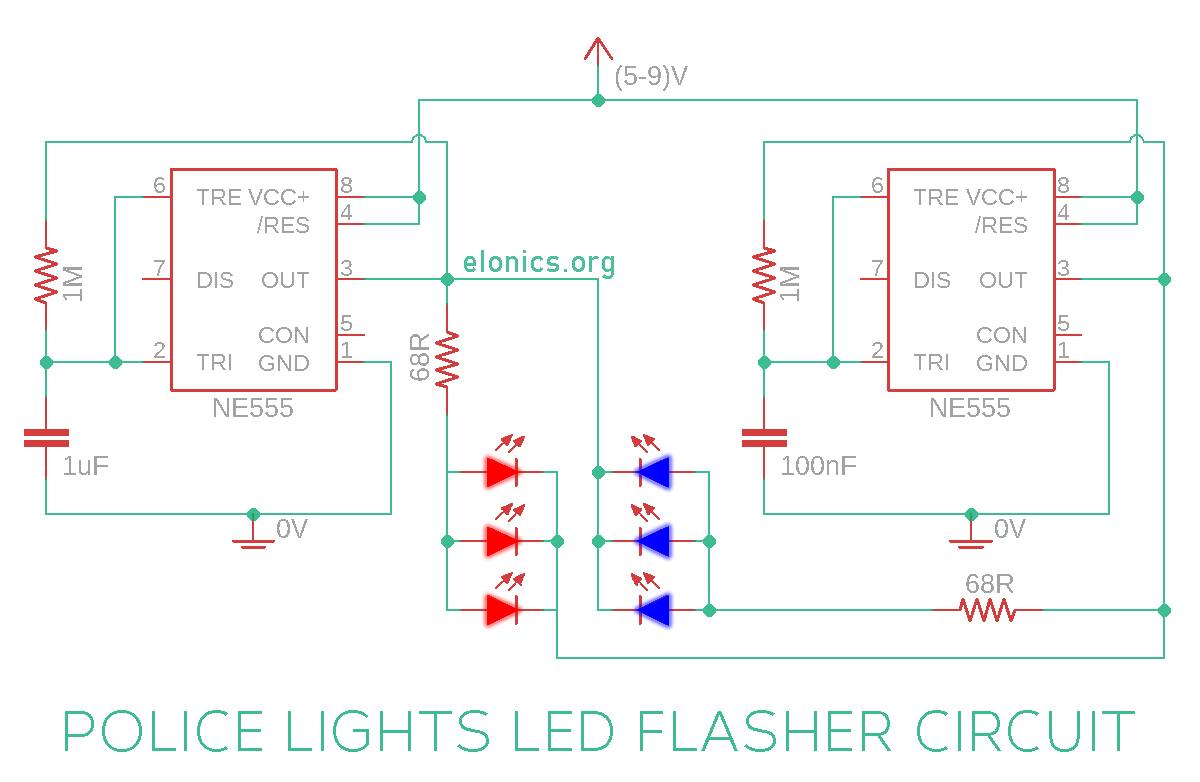 (5-9)V
6 TRE VCC+ 8
/RES 4
7 DIS OUT 3
CON 5
2 TRI GND 1
NE555
1M
1uF
0V
elonics.org
68R
6 TRE VCC+ 8
/RES 4
7 DIS OUT 3
CON 5
2 TRI GND 1
NE555
1M
100nF
0V
68R
POLICE LIGHTS LED FLASHER CIRCUIT